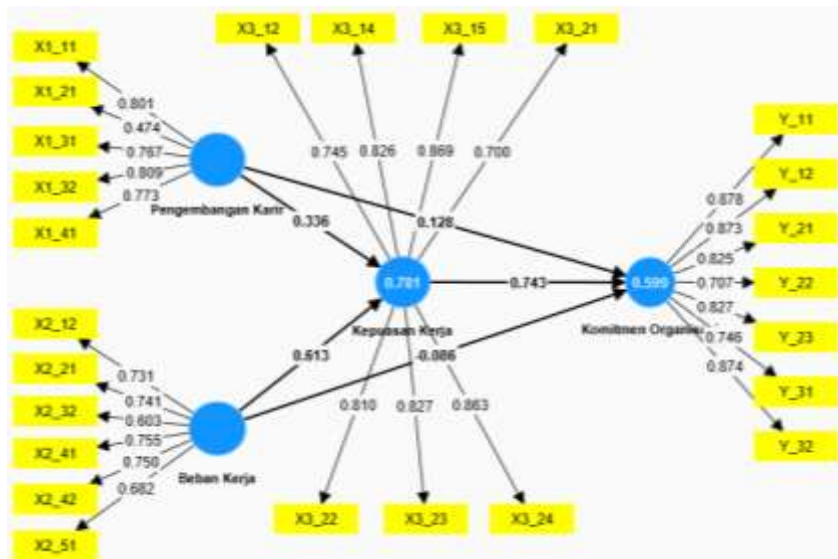 X3_12 X3_14 X3_15 X3_21
X1_11
X1_21
X1_31
X1_32
X1_41
0.801
0.474
0.767
0.809
0.773
Pengembangan Karir
0.745 0.826 0.869 0.700
0.336
0.128
0.781
Kepuasan Kerja
0.743
0.599
Komitmen
Y_11
Y_12
Y_21
Y_22
Y_23
Y_31
Y_32
0.878
0.873
0.825
0.707
0.827
0.746
0.874
X2_12
X2_21
X2_32
X2_41
X2_42
X2_51
0.731
0.741
0.603
0.755
0.750
0.682
Beban Kerja
0.613
-0.086
0.810 0.827 0.863
X3_22 X3_23 X3_24